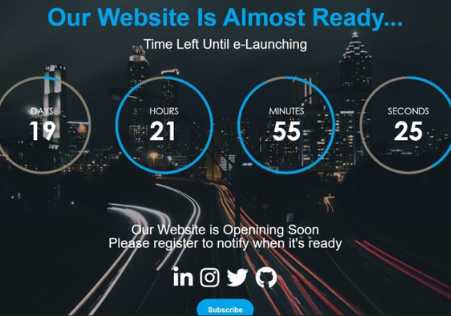 Our Website Is Almost Ready...
Time Left Until e-Launching
DAYS HOURS MINUTES SECONDS
19 21 55 25
Our Website is Openining Soon
Please register to notify when it's ready
in
Subscribe